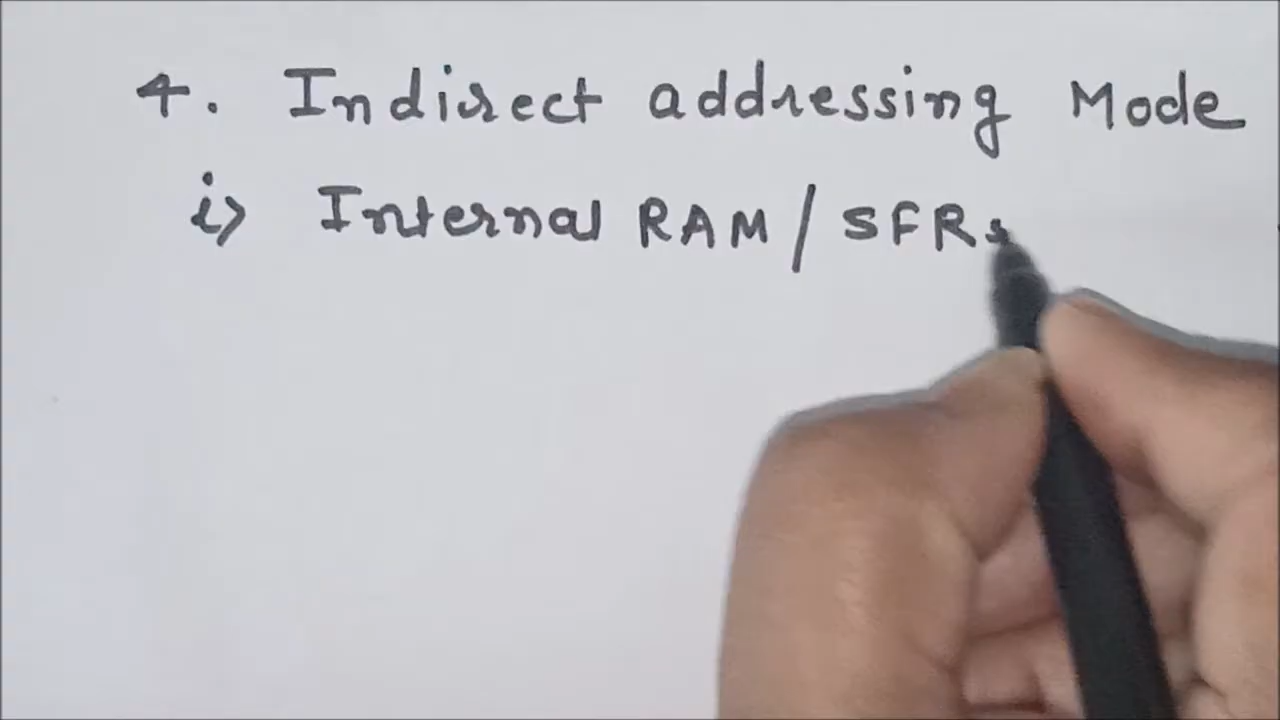 4. Indirect addressing Mode
i) Internal RAM / SFRs